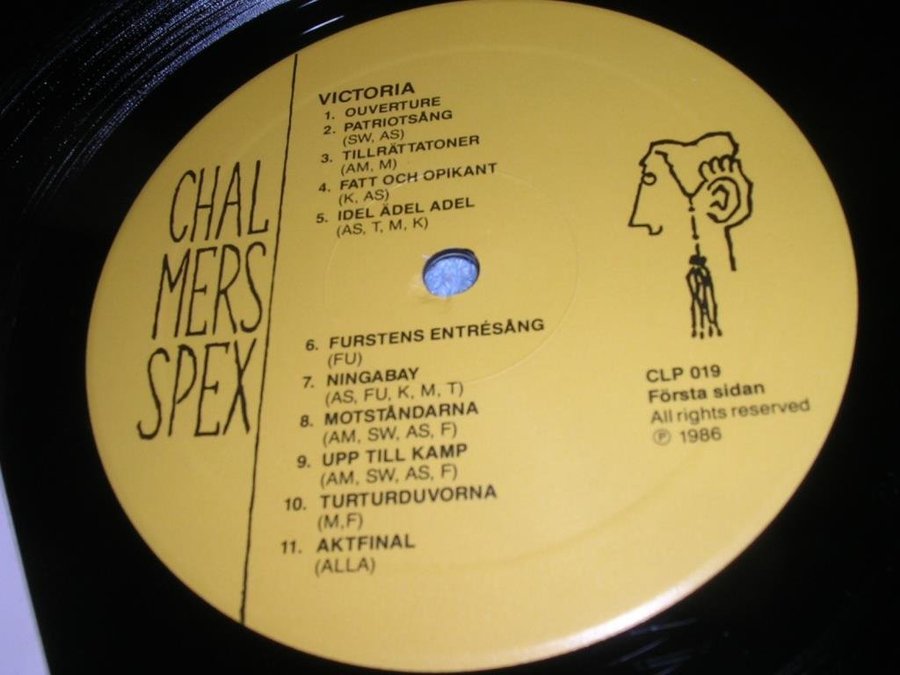 CHAL
MERS
SPEX
VICTORIA
1. OUVERTURE
2. PATRIOTSÅNG
(SW, AS)
3. TILLRÄTTATONER
(AM, M)
4. FATT OCH OPIKANT
(K, AS)
5. IDEL ÄDEL ADEL
(AS, T, M, K)
6. FURSTENS ENTRÉSÅNG
(FU)
7. NINGABAY
(AS, FU, K, M, T)
8. MOTSTÅNDARNA
(AM, SW, AS, F)
9. UPP TILL KAMP
(AM, SW, AS, F)
10. TURTURDUVORNA
(M,F)
11. AKTFINAL
(ALLA)
CLP 019
Första sidan
All rights reserved
℗ 1986